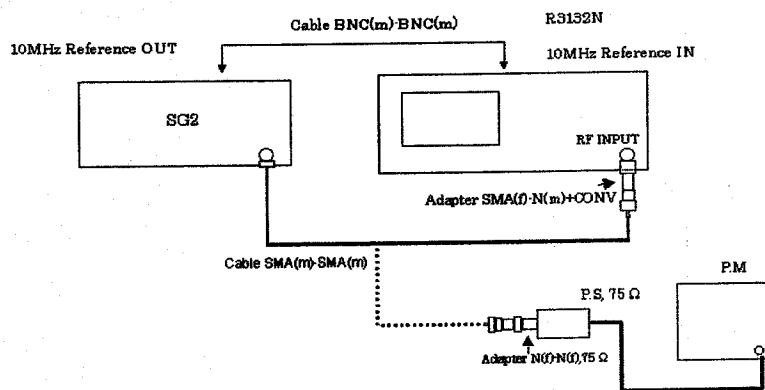 Cable BNC(m)-BNC(m)
R3132N
10MHz Reference OUT
10MHz Reference IN
SG2
RF INPUT
Adapter SMA(f)-N(m)+CONV
Cable SMA(m)-SMA(m)
P.M
P.S, 75 Ω
Adapter N(f)-N(f),75 Ω